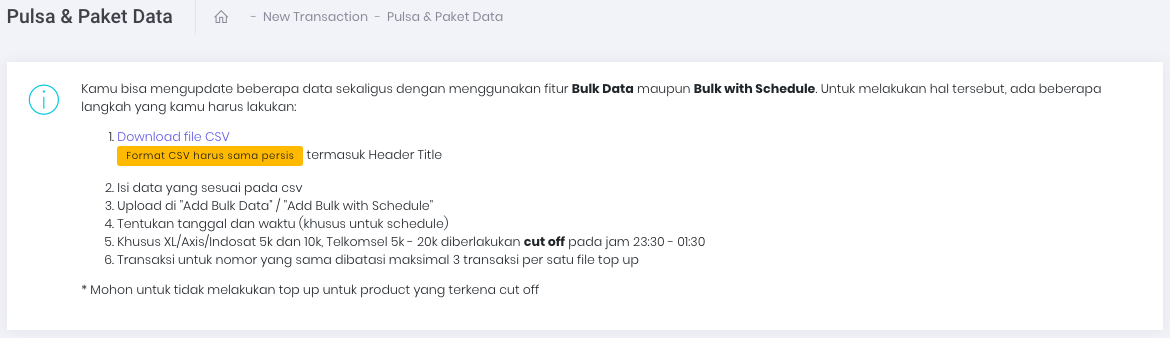 Pulsa & Paket Data - New Transaction - Pulsa & Paket Data
Kamu bisa mengupdate beberapa data sekaligus dengan menggunakan fitur Bulk Data maupun Bulk with Schedule. Untuk melakukan hal tersebut, ada beberapa
langkah yang kamu harus lakukan:
1. Download file CSV
Format CSV harus sama persis termasuk Header Title
2. Isi data yang sesuai pada csv
3. Upload di "Add Bulk Data" / "Add Bulk with Schedule"
4. Tentukan tanggal dan waktu (khusus untuk schedule)
5. Khusus XL/Axis/Indosat 5k dan 10k, Telkomsel 5k - 20k diberlakukan cut off pada jam 23:30 - 01:30
6. Transaksi untuk nomor yang sama dibatasi maksimal 3 transaksi per satu file top up
* Mohon untuk tidak melakukan top up untuk product yang terkena cut off